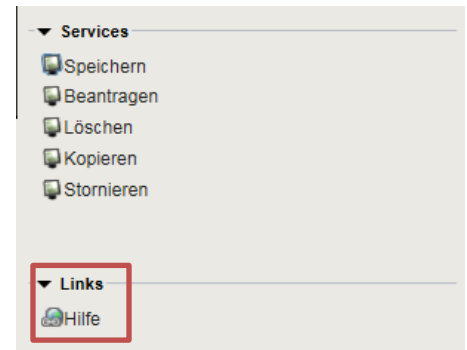 Services
Speichern
Beantragen
Löschen
Kopieren
Stornieren
Links
Hilfe